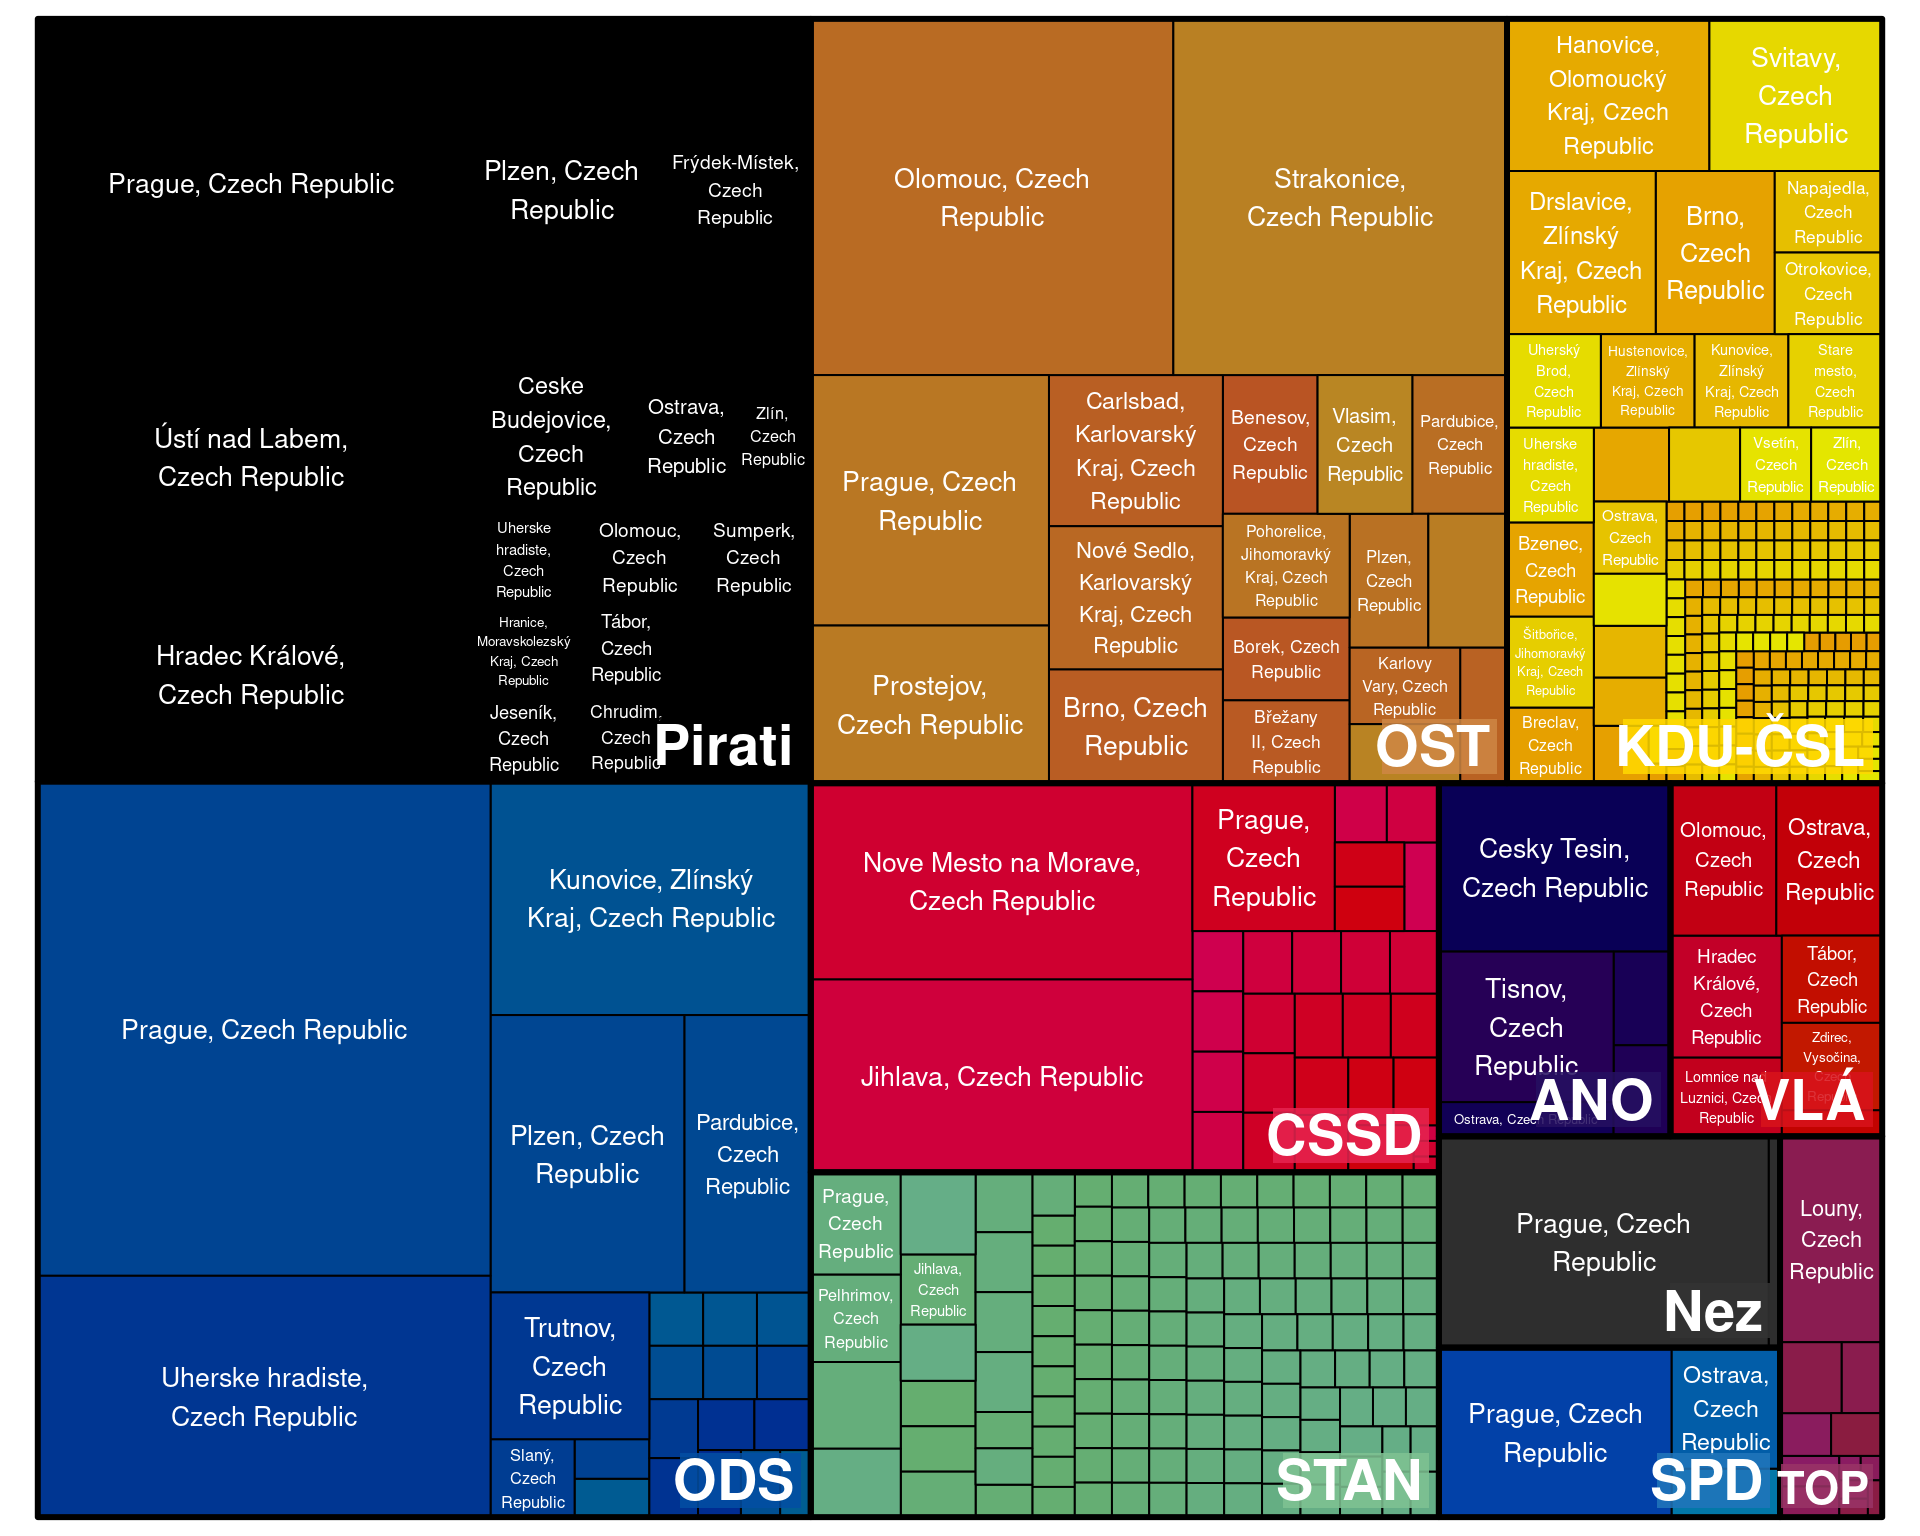 Prague, Czech Republic
Plzen, Czech
Republic
Frýdek-Místek,
Czech
Republic
Ústí nad Labem,
Czech Republic
Ceske
Budejovice,
Czech
Republic
Ostrava,
Czech
Republic
Zlín,
Czech
Republic
Hradec Králové,
Czech Republic
Uherske
hradiste,
Czech
Republic
Olomouc,
Czech
Republic
Sumperk,
Czech
Republic
Hranice,
Moravskolezský
Kraj, Czech
Republic
Tábor,
Czech
Republic
Jeseník,
Czech
Republic
Chrudim,
Czech
Republic
Pirati
Olomouc, Czech
Republic
Strakonice,
Czech Republic
Prague, Czech
Republic
Prostejov,
Czech Republic
Carlsbad,
Karlovarský
Kraj, Czech
Republic
Nové Sedlo,
Karlovarský
Kraj, Czech
Republic
Brno, Czech
Republic
Benesov,
Czech
Republic
Vlasim,
Czech
Republic
Pardubice,
Czech
Republic
Pohorelice,
Jihomoravký
Kraj, Czech
Republic
Plzen,
Czech
Republic
Borek, Czech
Republic
Karlovy
Vary, Czech
Republic
Břežany
II, Czech
Republic
OST
Hanovice,
Olomoucký
Kraj, Czech
Republic
Svitavy,
Czech
Republic
Drslavice,
Zlínský
Kraj, Czech
Republic
Brno,
Czech
Republic
Napajedla,
Czech
Republic
Otrokovice,
Czech
Republic
Uherský
Brod,
Czech
Republic
Hustenovice,
Zlínský
Kraj, Czech
Republic
Kunovice,
Zlínský
Kraj, Czech
Republic
Stare
mesto,
Czech
Republic
Uherske
hradiste,
Czech
Republic
Vsetín,
Czech
Republic
Zlín,
Czech
Republic
Ostrava,
Czech
Republic
Bzenec,
Czech
Republic
Šitbořice,
Jihomoravký
Kraj, Czech
Republic
Breclav,
Czech
Republic
KDU-ČSL
Prague, Czech Republic
Uherske hradiste,
Czech Republic
Kunovice, Zlínský
Kraj, Czech Republic
Plzen, Czech
Republic
Pardubice,
Czech
Republic
Trutnov,
Czech
Republic
Slaný,
Czech
Republic
ODS
Nove Mesto na Morave,
Czech Republic
Jihlava, Czech Republic
Prague,
Czech
Republic
CSSD
Prague,
Czech
Republic
Pelhrimov,
Czech
Republic
Jihlava,
Czech
Republic
STAN
Cesky Tesin,
Czech Republic
Tisnov,
Czech
Republic
Ostrava, Czech Republic
ANO
Olomouc,
Czech
Republic
Ostrava,
Czech
Republic
Hradec
Králové,
Czech
Republic
Tábor,
Czech
Republic
Zdirec,
Vysočina,
Czech
Republic
Lomnice nad
Luznici, Czech
Republic
VLÁ
Prague, Czech
Republic
Nez
Louny,
Czech
Republic
TOP
Prague, Czech
Republic
Ostrava,
Czech
Republic
SPD